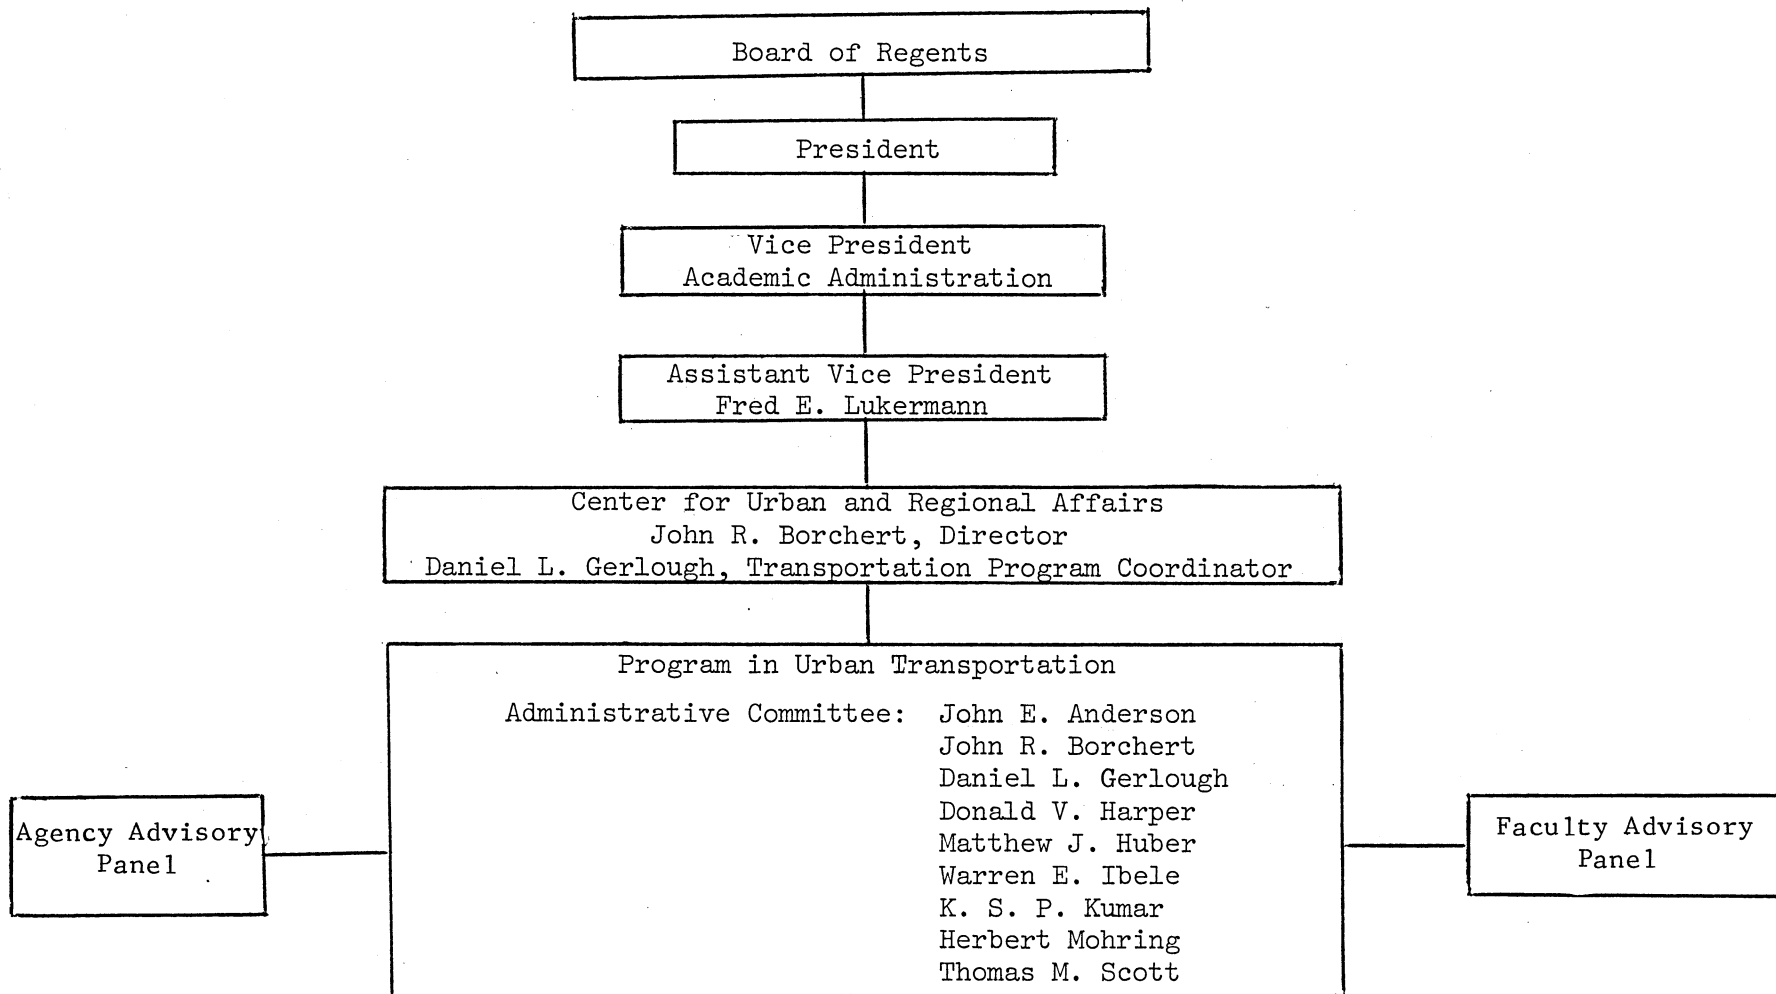 Board of Regents
President
Vice President
Academic Administration
Assistant Vice President
Fred E. Lukermann
Center for Urban and Regional Affairs
John R. Borchert, Director
Daniel L. Gerlough, Transportation Program Coordinator
Program in Urban Transportation
Administrative Committee: John E. Anderson
John R. Borchert
Daniel L. Gerlough
Donald V. Harper
Matthew J. Huber
Warren E. Ibele
K. S. P. Kumar
Herbert Mohring
Thomas M. Scott
Agency Advisory
Panel
Faculty Advisory
Panel